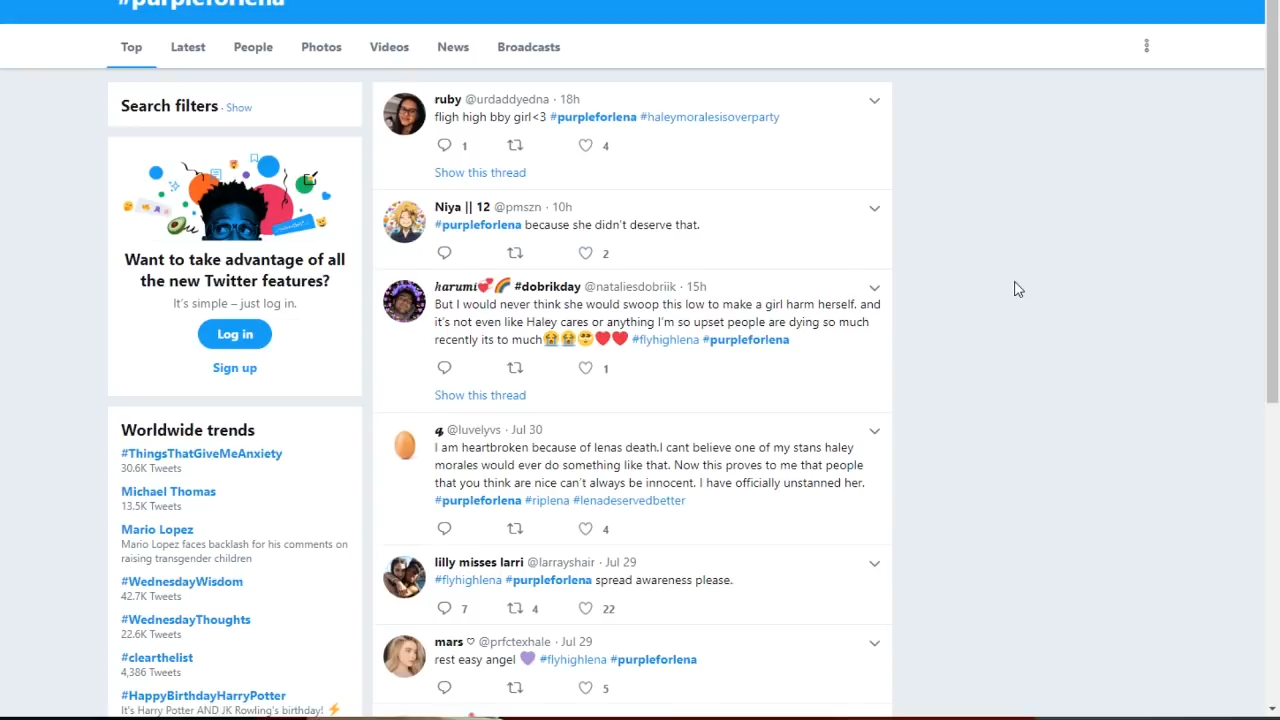 #purpleforlena
Top Latest People Photos Videos News Broadcasts
Search filters · Show
Want to take advantage of all
the new Twitter features?
It's simple – just log in.
Log in
Sign up
Worldwide trends
#ThingsThatGiveMeAnxiety
30.6K Tweets
Michael Thomas
13.5K Tweets
Mario Lopez
Mario Lopez faces backlash for his comments on
raising transgender children
#WednesdayWisdom
42.7K Tweets
#WednesdayThoughts
22.6K Tweets
#clearthelist
4,386 Tweets
#HappyBirthdayHarryPotter
It's Harry Potter AND JK Rowling's birthday! ⚡
ruby @urdaddyedna · 18h
fligh high bby girl<3 #purpleforlena #haleymoralesisoverparty
1 4
Show this thread
Niya || 12 @pmszn · 10h
#purpleforlena because she didn't deserve that.
2
harumi💞🌈 #dobrikday @nataliesdobriik · 15h
But I would never think she would swoop this low to make a girl harm herself. and
it's not even like Haley cares or anything I'm so upset people are dying so much
recently its to much😭😭🥺❤️❤️ #flyhighlena #purpleforlena
1
Show this thread
@luvelyvs · Jul 30
I am heartbroken because of lenas death.I cant believe one of my stans haley
morales would ever do something like that. Now this proves to me that people
that you think are nice can't always be innocent. I have officially unstanned her.
#purpleforlena #riplena #lenadeservedbetter
4
lilly misses larri @larrayshair · Jul 29
#flyhighlena #purpleforlena spread awareness please.
7 4 22
mars ♡ @prfctexhale · Jul 29
rest easy angel 💜 #flyhighlena #purpleforlena
5